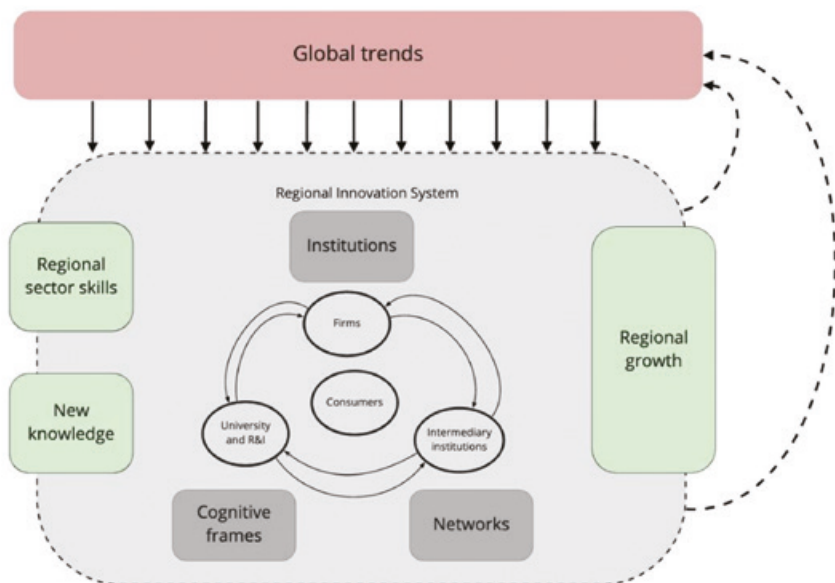 Global trends
Regional Innovation System
Institutions
Regional
sector skills
Firms
Regional
growth
Consumers
New
knowledge
University
and R&I
Intermediary
institutions
Cognitive
frames
Networks